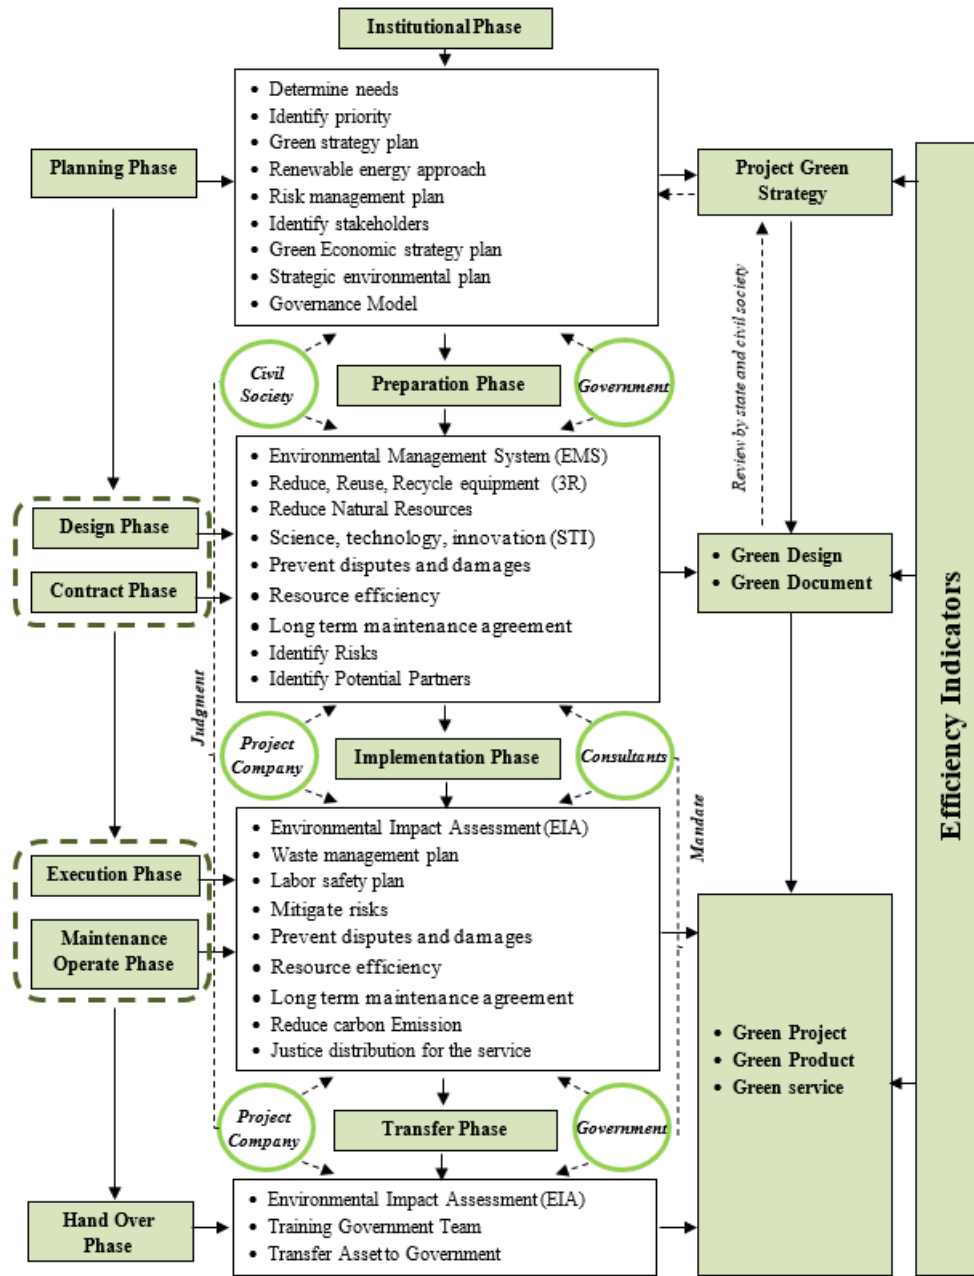 Institutional Phase
• Determine needs
• Identify priority
• Green strategy plan
• Renewable energy approach
• Risk management plan
• Identify stakeholders
• Green Economic strategy plan
• Strategic environmental plan
• Governance Model
Planning Phase
Project Green
Strategy
Review by state and civil society
Civil
Society
Preparation Phase
Government
• Environmental Management System (EMS)
• Reduce, Reuse, Recycle equipment (3R)
• Reduce Natural Resources
• Science, technology, innovation (STI)
• Prevent disputes and damages
• Resource efficiency
• Long term maintenance agreement
• Identify Risks
• Identify Potential Partners
Design Phase
Contract Phase
• Green Design
• Green Document
Efficiency Indicators
Judgment
Project
Company
Implementation Phase
Consultants
Mandate
• Environmental Impact Assessment (EIA)
• Waste management plan
• Labor safety plan
• Mitigate risks
• Prevent disputes and damages
• Resource efficiency
• Long term maintenance agreement
• Reduce carbon Emission
• Justice distribution for the service
Execution Phase
Maintenance
Operate Phase
• Green Project
• Green Product
• Green service
Project
Company
Transfer Phase
Government
• Environmental Impact Assessment (EIA)
• Training Government Team
• Transfer Asset to Government
Hand Over
Phase